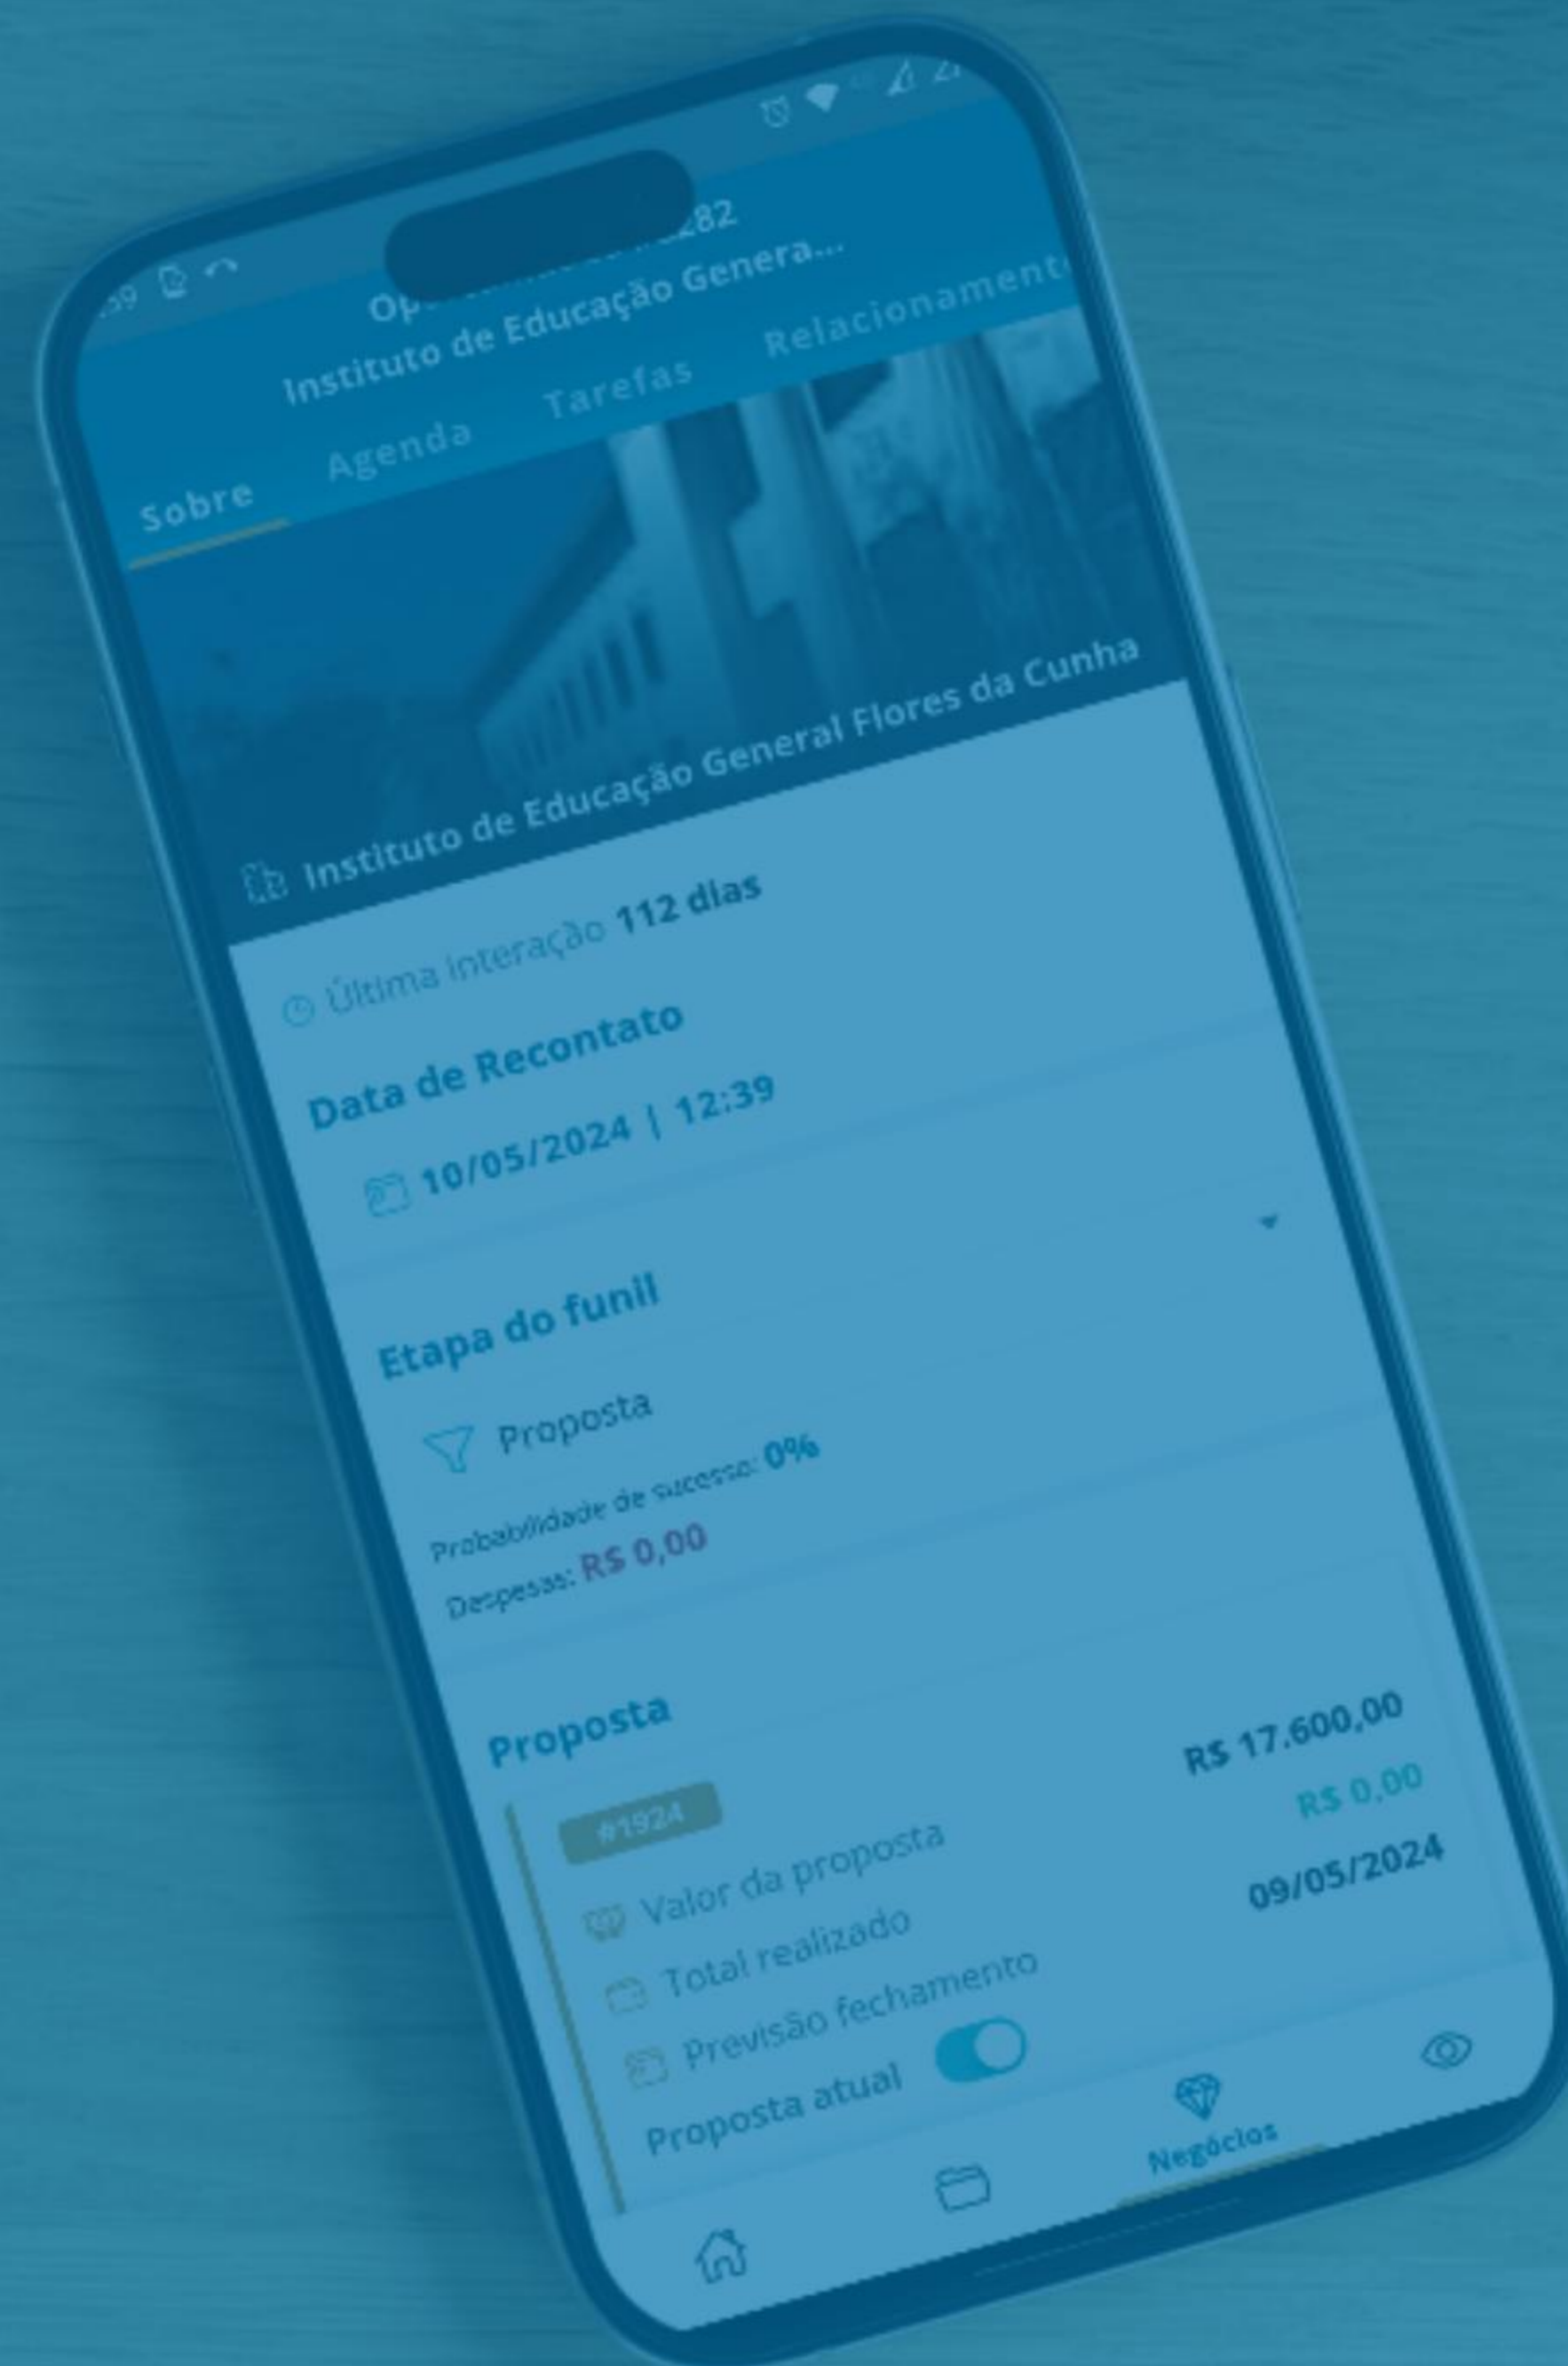 :59
282
Instituto de Educação Genera...
Sobre Agenda Tarefas Relacionamento
Instituto de Educação General Flores da Cunha
Última interação 112 dias
Data de Recontato
10/05/2024 | 12:39
Etapa do funil
Proposta
Probabilidade de sucesso: 0%
Despesas: R$ 0,00
Proposta
#1924
Valor da proposta R$ 17.600,00
Total realizado R$ 0,00
Previsão fechamento 09/05/2024
Proposta atual
Negócios